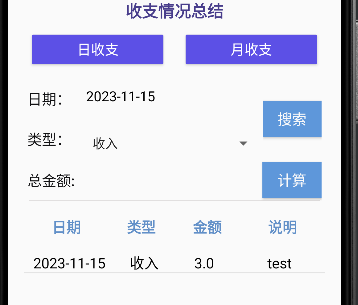 收支情况总结
日收支 月收支
日期： 2023-11-15
搜索
类型： 收入
总金额: 计算
日期 类型 金额 说明
2023-11-15 收入 3.0 test